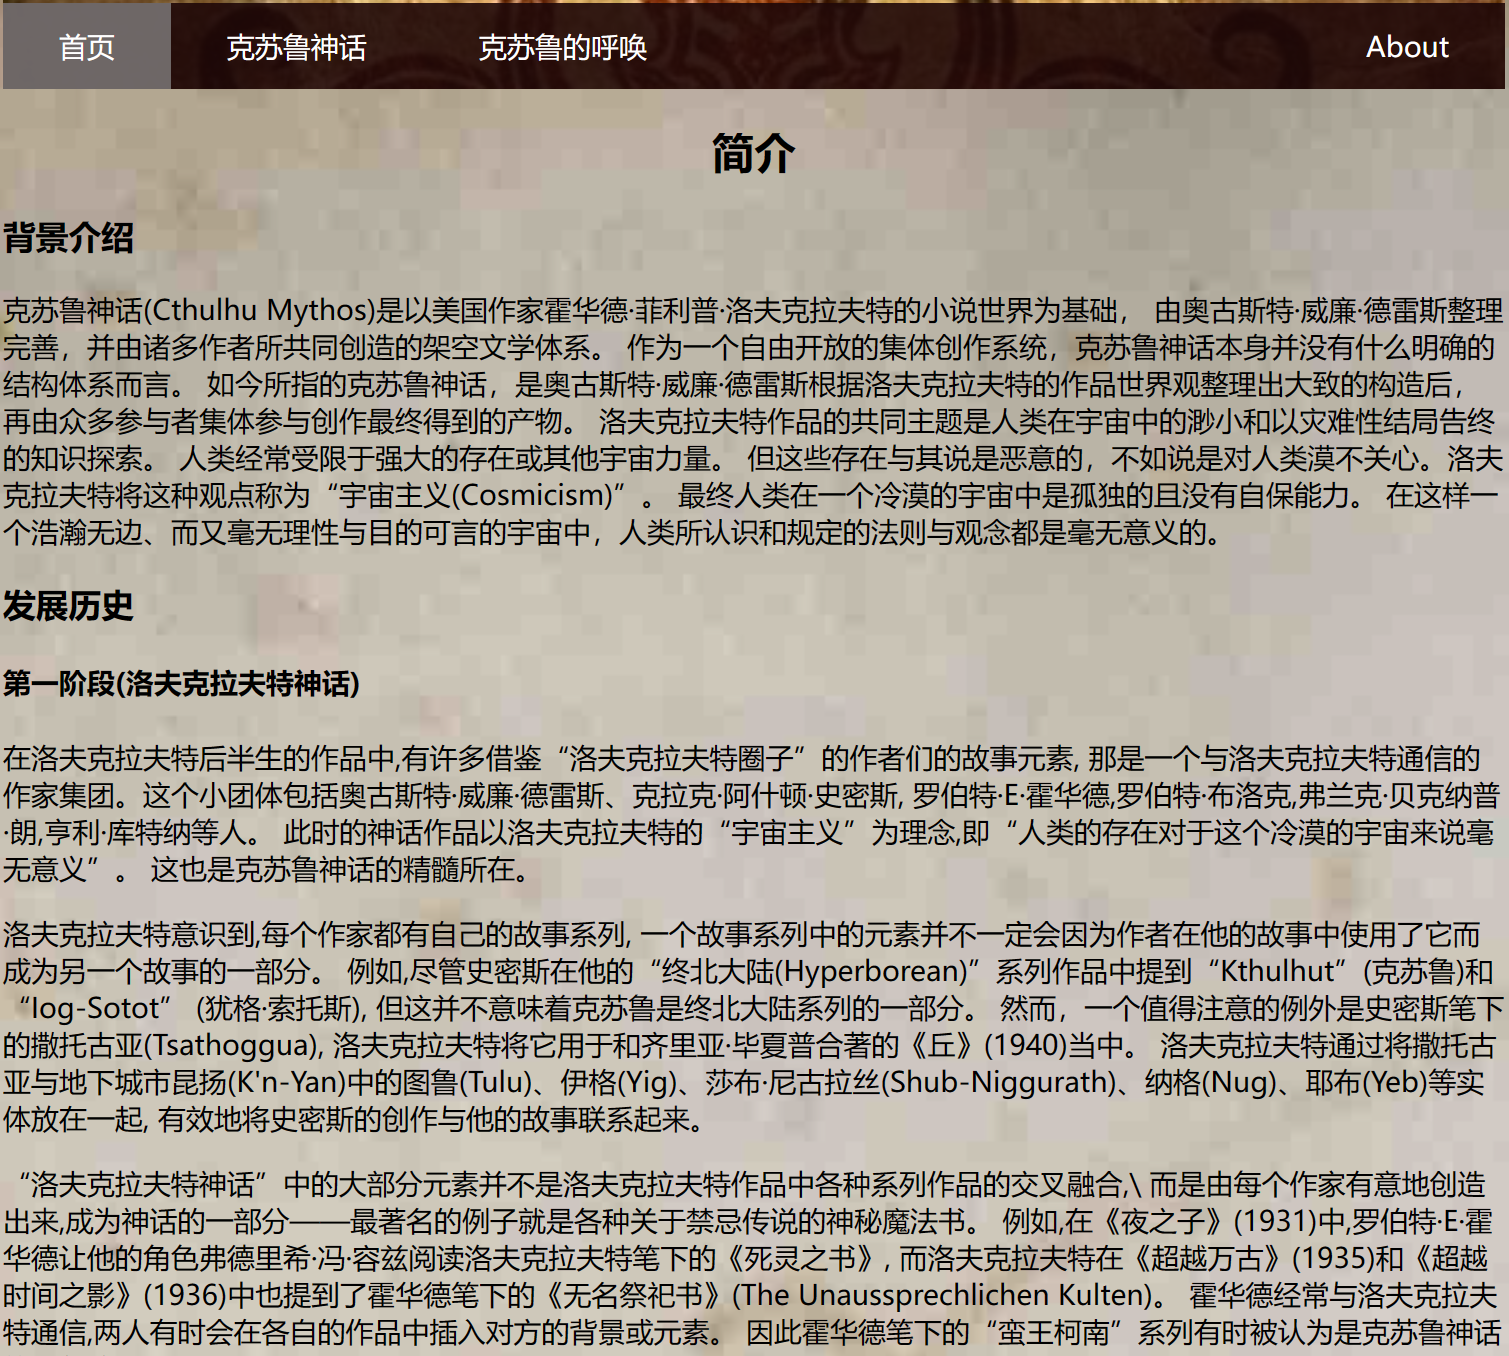 首页 克苏鲁神话 克苏鲁的呼唤 About
简介
背景介绍
克苏鲁神话(Cthulhu Mythos)是以美国作家霍华德·菲利普·洛夫克拉夫特的小说世界为基础， 由奥古斯特·威廉·德雷斯整理
完善，并由诸多作者所共同创造的架空文学体系。 作为一个自由开放的集体创作系统，克苏鲁神话本身并没有什么明确的
结构体系而言。 如今所指的克苏鲁神话，是奥古斯特·威廉·德雷斯根据洛夫克拉夫特的作品世界观整理出大致的构造后，
再由众多参与者集体参与创作最终得到的产物。 洛夫克拉夫特作品的共同主题是人类在宇宙中的渺小和以灾难性结局告终
的知识探索。 人类经常受限于强大的存在或其他宇宙力量。 但这些存在与其说是恶意的，不如说是对人类漠不关心。洛夫
克拉夫特将这种观点称为“宇宙主义(Cosmicism)”。 最终人类在一个冷漠的宇宙中是孤独的且没有自保能力。 在这样一
个浩瀚无边、而又毫无理性与目的可言的宇宙中，人类所认识和规定的法则与观念都是毫无意义的。
发展历史
第一阶段(洛夫克拉夫特神话)
在洛夫克拉夫特后半生的作品中,有许多借鉴“洛夫克拉夫特圈子”的作者们的故事元素, 那是一个与洛夫克拉夫特通信的
作家集团。这个小团体包括奥古斯特·威廉·德雷斯、克拉克·阿什顿·史密斯, 罗伯特·E·霍华德,罗伯特·布洛克,弗兰克·贝克纳普
·朗,亨利·库特纳等人。 此时的神话作品以洛夫克拉夫特的“宇宙主义”为理念,即“人类的存在对于这个冷漠的宇宙来说毫
无意义”。 这也是克苏鲁神话的精髓所在。
洛夫克拉夫特意识到,每个作家都有自己的故事系列, 一个故事系列中的元素并不一定会因为作者在他的故事中使用了它而
成为另一个故事的一部分。 例如,尽管史密斯在他的“终北大陆(Hyperborean)”系列作品中提到“Kthulhut”(克苏鲁)和
“log-Sotot” (犹格·索托斯), 但这并不意味着克苏鲁是终北大陆系列的一部分。 然而，一个值得注意的例外是史密斯笔下
的撒托古亚(Tsathoggua), 洛夫克拉夫特将它用于和齐里亚·毕夏普合著的《丘》(1940)当中。 洛夫克拉夫特通过将撒托古
亚与地下城市昆扬(K'n-Yan)中的图鲁(Tulu)、伊格(Yig)、莎布·尼古拉丝(Shub-Niggurath)、纳格(Nug)、耶布(Yeb)等实
体放在一起, 有效地将史密斯的创作与他的故事联系起来。
“洛夫克拉夫特神话”中的大部分元素并不是洛夫克拉夫特作品中各种系列作品的交叉融合,\ 而是由每个作家有意地创造
出来,成为神话的一部分——最著名的例子就是各种关于禁忌传说的神秘魔法书。 例如,在《夜之子》(1931)中,罗伯特·E·霍
华德让他的角色弗德里希·冯·容兹阅读洛夫克拉夫特笔下的《死灵之书》, 而洛夫克拉夫特在《超越万古》(1935)和《超越
时间之影》(1936)中也提到了霍华德笔下的《无名祭祀书》(The Unaussprechlichen Kulten)。 霍华德经常与洛夫克拉夫
特通信,两人有时会在各自的作品中插入对方的背景或元素。 因此霍华德笔下的“蛮王柯南”系列有时被认为是克苏鲁神话